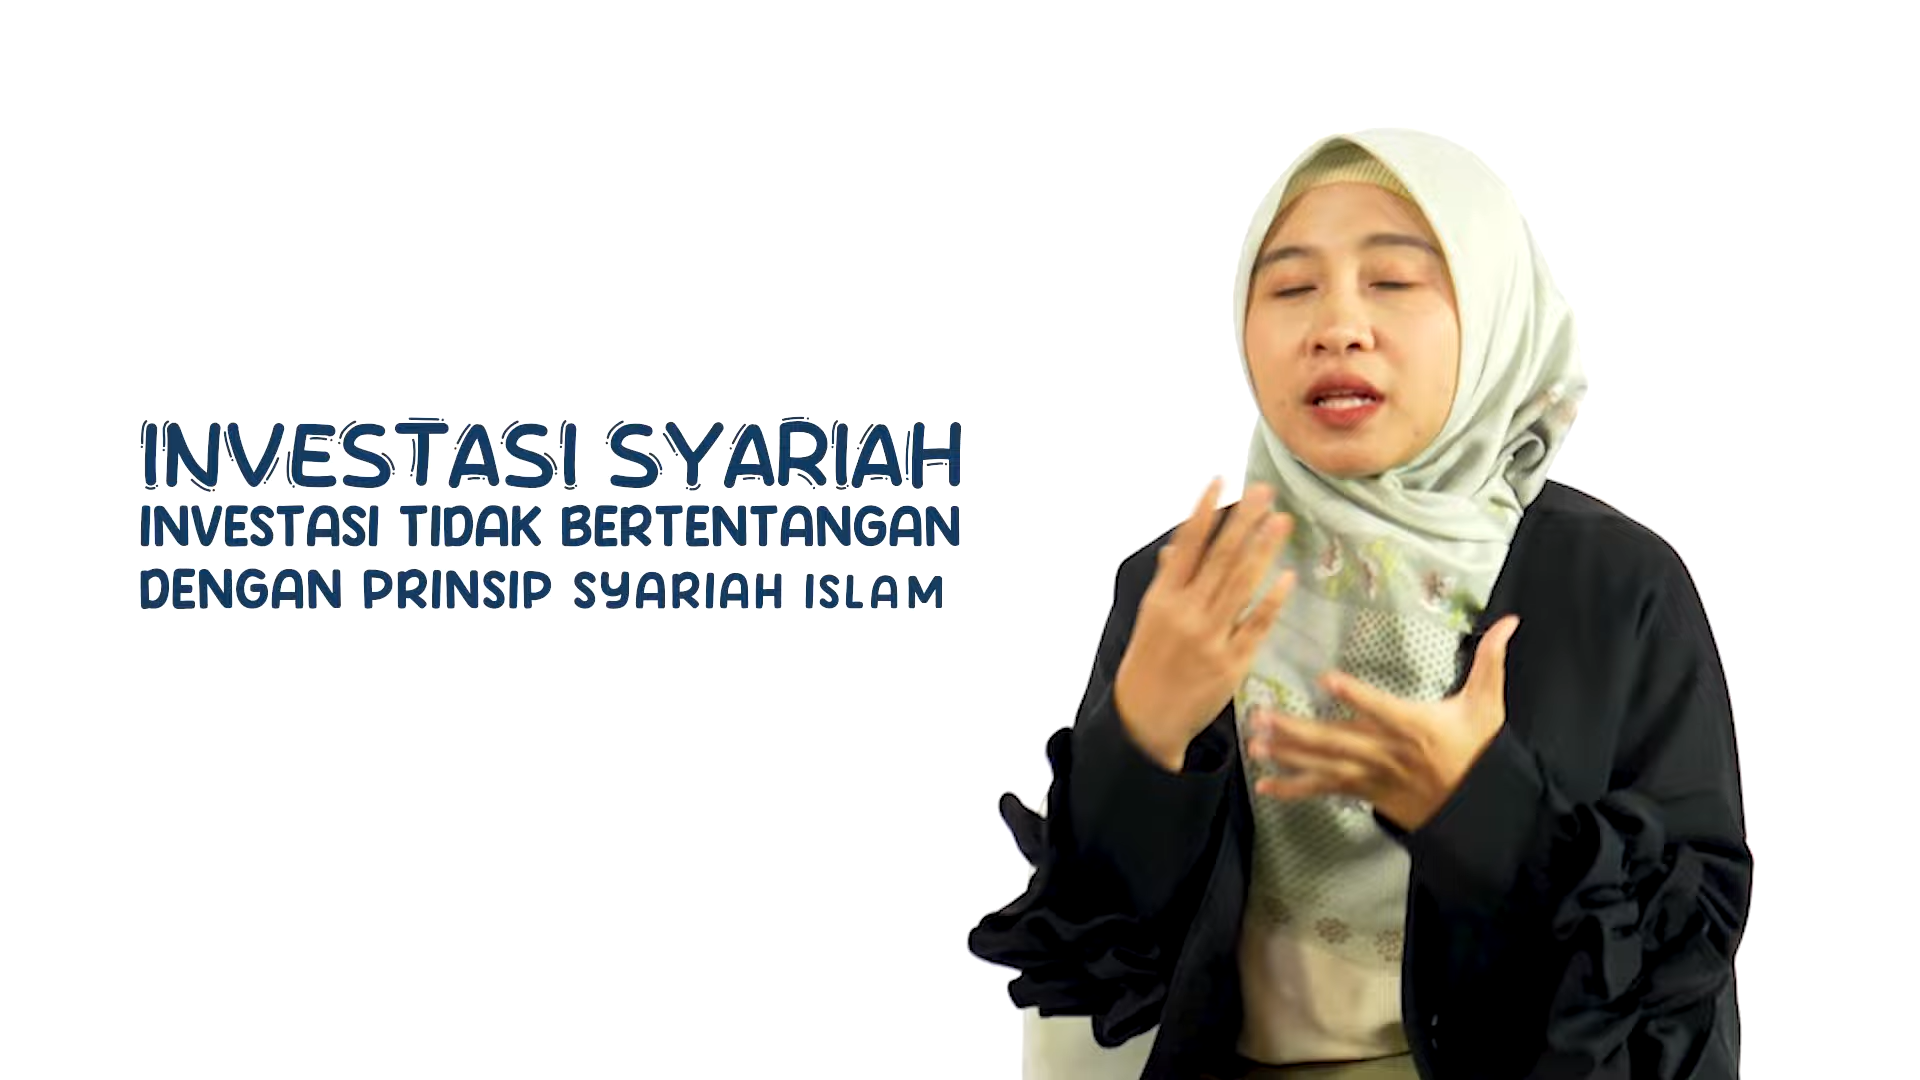 INVESTASI SYARIAH
INVESTASI TIDAK BERTENTANGAN
DENGAN PRINSIP SYARIAH ISLAM